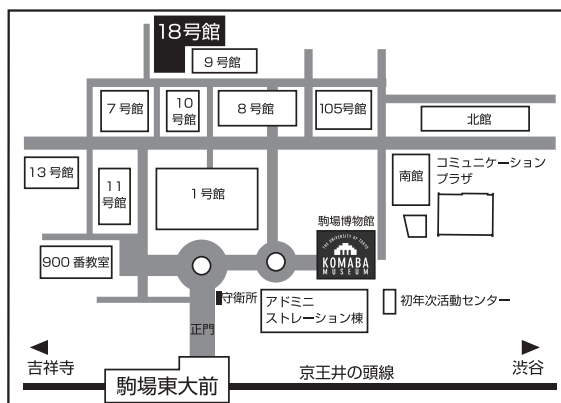 18号館
9号館
7号館
10
号館
8号館
105号館
北館
13号館
11
号館
1号館
南館
コミュニケーション
プラザ
駒場博物館
THE UNIVERSITY OF TOKYO
KOMABA
MUSEUM
900番教室
守衛所
アドミニ
ストレーション棟
初年次活動センター
正門
吉祥寺
渋谷
京王井の頭線
駒場東大前